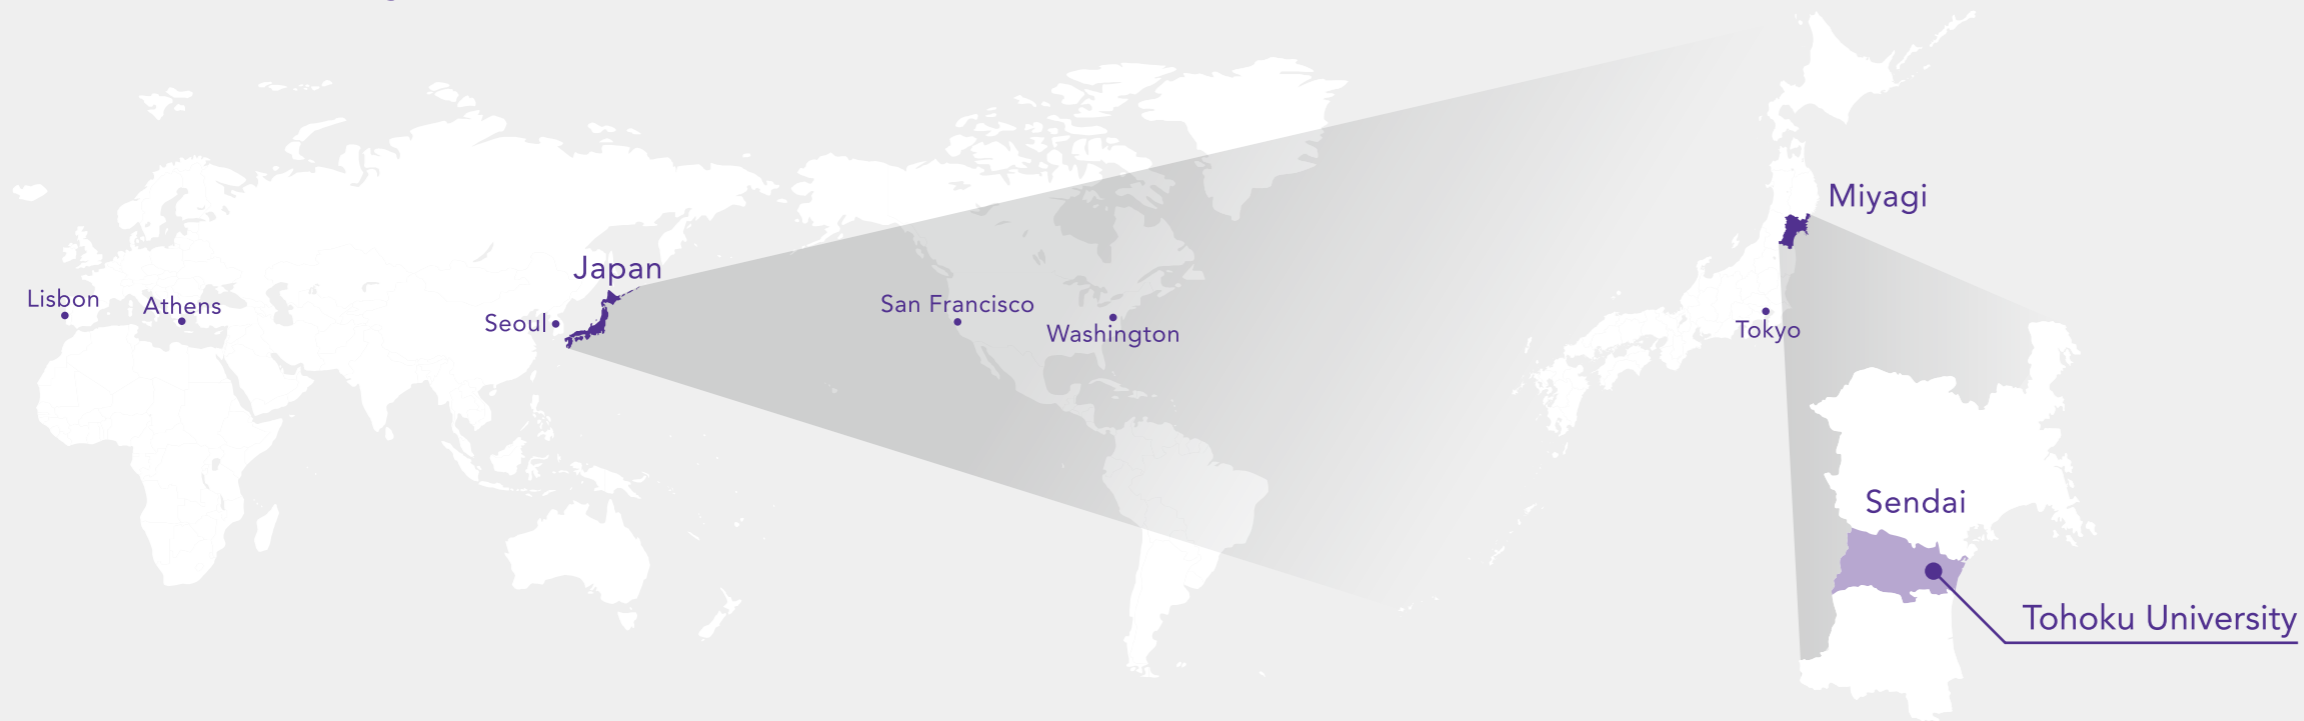 Lisbon
Athens
Seoul
Japan
San Francisco
Washington
Miyagi
Tokyo
Sendai
Tohoku University